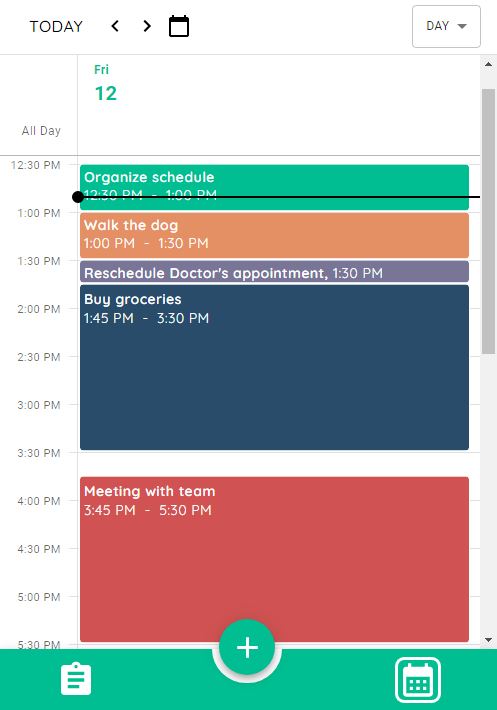 TODAY
DAY
Fri
12
All Day
12:30 PM
Organize schedule
12:30 PM - 1:00 PM
1:00 PM
Walk the dog
1:00 PM - 1:30 PM
1:30 PM
Reschedule Doctor's appointment, 1:30 PM
Buy groceries
1:45 PM - 3:30 PM
2:00 PM
2:30 PM
3:00 PM
3:30 PM
Meeting with team
3:45 PM - 5:30 PM
4:00 PM
4:30 PM
5:00 PM
5:30 PM